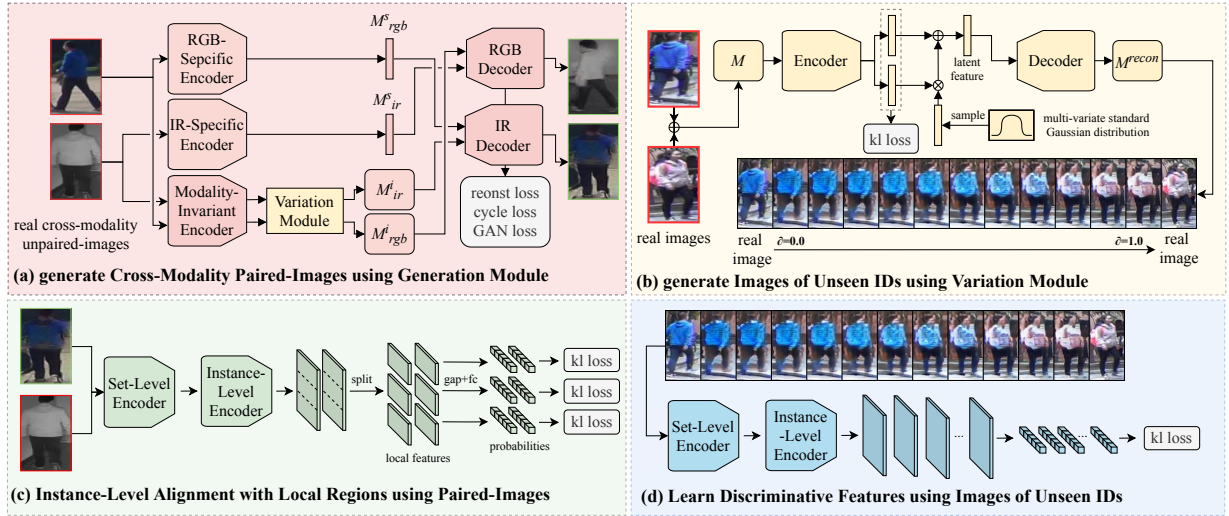 M^s_rgb
RGB-
Sepcific
Encoder
RGB
Decoder
M^s_ir
IR-Specific
Encoder
IR
Decoder
Modality-
Invariant
Encoder
Variation
Module
M^i_ir
M^i_rgb
reonst loss
cycle loss
GAN loss
real cross-modality
unpaired-images
(a) generate Cross-Modality Paired-Images using Generation Module
M
Encoder
latent
feature
Decoder
M^recon
kl loss
sample
multi-variate standard
Gaussian distribution
real images
real
image
∂=0.0
∂=1.0
real
image
(b) generate Images of Unseen IDs using Variation Module
Set-Level
Encoder
Instance-
Level
Encoder
split
gap+fc
kl loss
kl loss
kl loss
local features
probabilities
(c) Instance-Level Alignment with Local Regions using Paired-Images
Set-Level
Encoder
Instance
-Level
Encoder
...
...
kl loss
(d) Learn Discriminative Features using Images of Unseen IDs